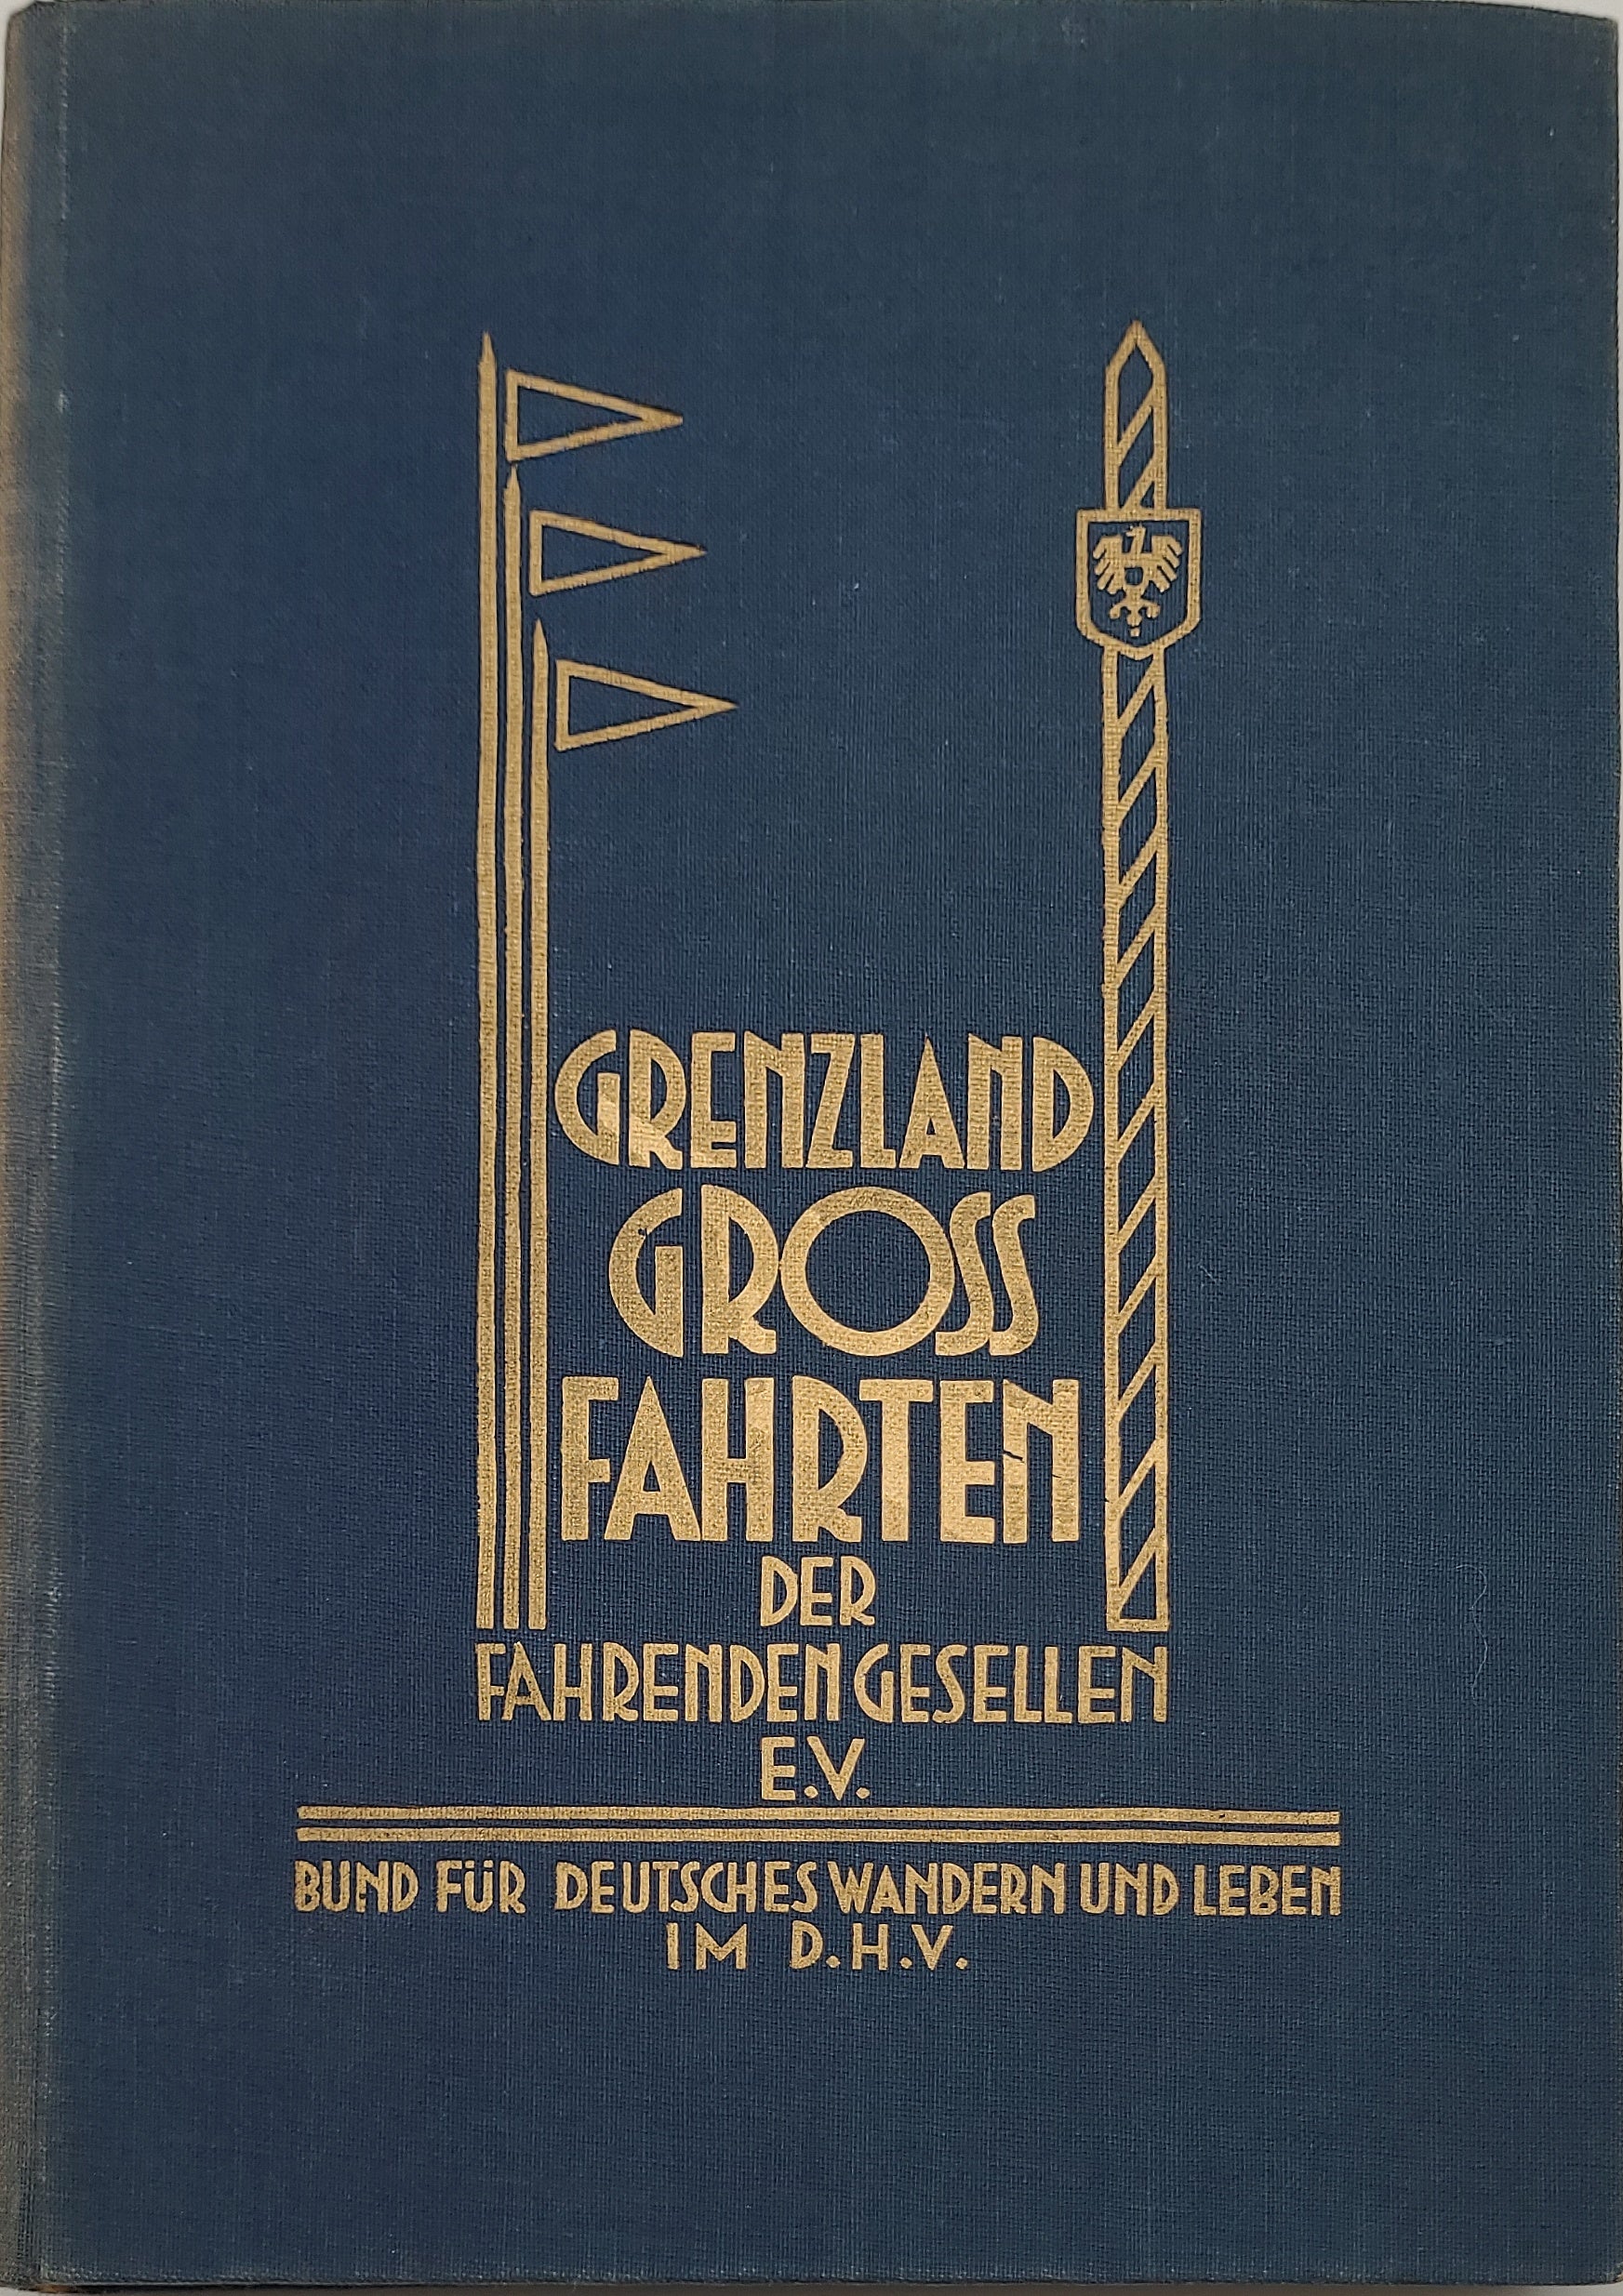 GRENZLAND
GROSS
FAHRTEN
DER
FAHRENDEN GESELLEN
E.V.
BUND FÜR DEUTSCHES WANDERN UND LEBEN
IM D.H.V.